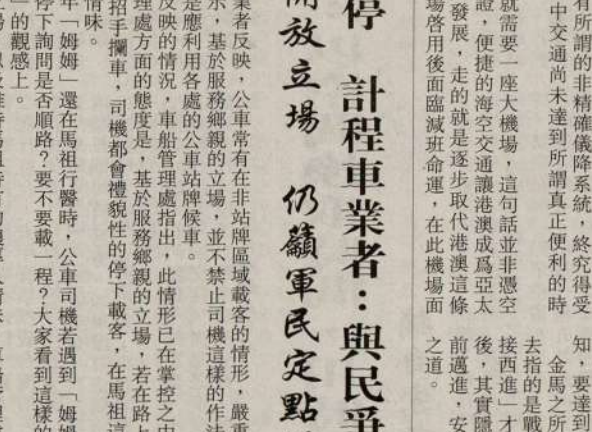 有所謂的非精確儀降系統，終究得受
中交通尚未達到所謂真正便利的時
就需要一座大機場，這句話並非憑空
證，便捷的海空交通讓港澳成爲亞太
發展，走的就是逐步取代港澳這條
場啓用後面臨減班命運，在此機場面
知，要達到
金馬之所
去指的是戰
接西進」才
後，其實隱
前邁進，安
之道。
停 計程車業者：與民爭
開放立場 仍籲軍民定點
業者反映，公車常有在非站牌區域載客的情形，嚴重
示，基於服務鄉親的立場，並不禁止司機這樣的作法
是應利用各處的公車站牌候車。
反映的情況，車船管理處指出，此情形已在掌控之中
理處方面的態度是，基於服務鄉親的立場，若在路上
招手攔車，司機都會禮貌性的停下載客，在馬祖這
情味。
年「姆姆」還在馬祖行醫時，公車司機若遇到「姆姆
停下詢問是否順路？要不要載一程？大家看到這樣的
」的觀感上。